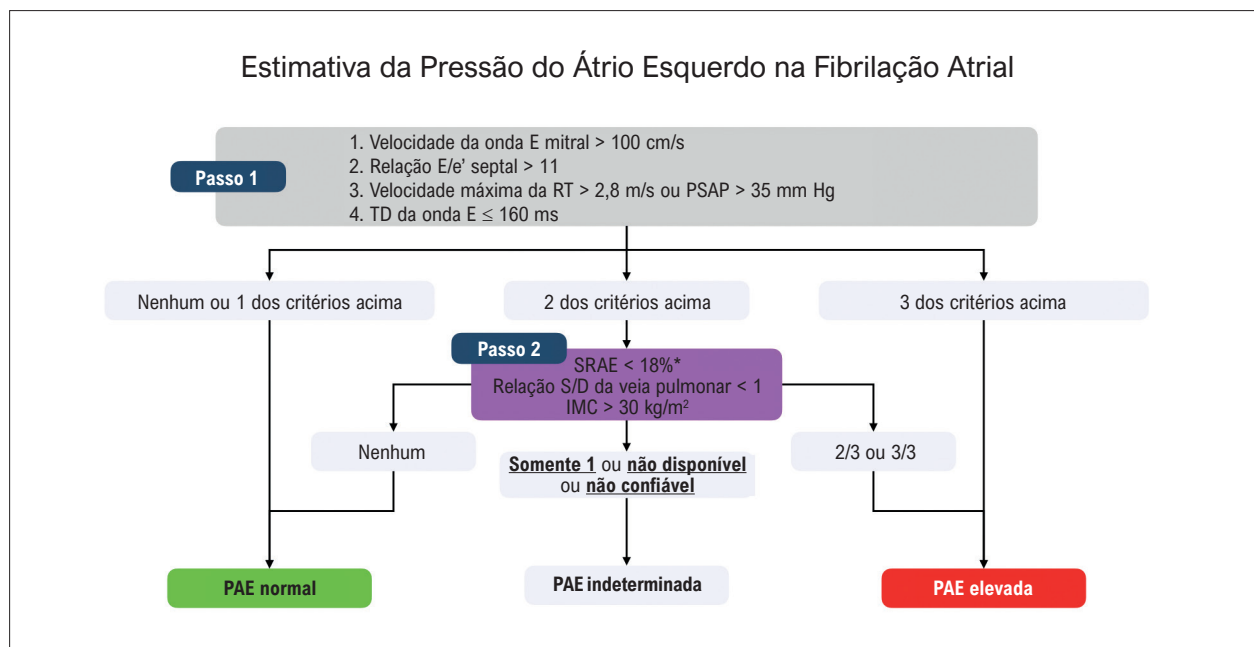 Estimativa da Pressão do Átrio Esquerdo na Fibrilação Atrial
Passo 1
1. Velocidade da onda E mitral > 100 cm/s
2. Relação E/e’ septal > 11
3. Velocidade máxima da RT > 2,8 m/s ou PSAP > 35 mm Hg
4. TD da onda E ≤ 160 ms
Nenhum ou 1 dos critérios acima
2 dos critérios acima
3 dos critérios acima
Passo 2
SRAE < 18%*
Relação S/D da veia pulmonar < 1
IMC > 30 kg/m²
Nenhum
Somente 1 ou não disponível
ou não confiável
2/3 ou 3/3
PAE normal
PAE indeterminada
PAE elevada